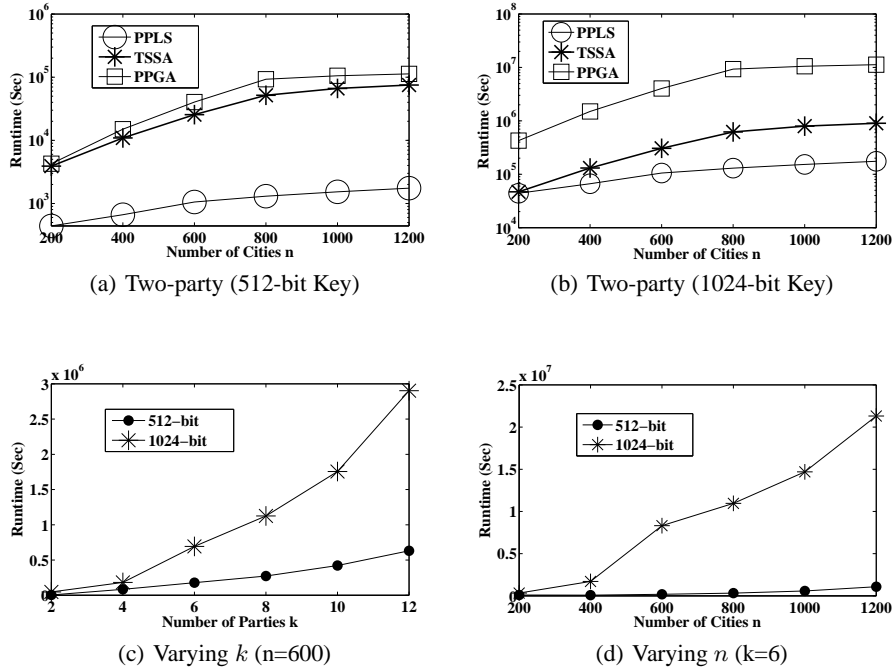 10^6
10^5
10^4
10^3
Runtime (Sec)
PPLS
TSSA
PPGA
200 400 600 800 1000 1200
Number of Cities n
(a) Two-party (512-bit Key)
10^8
10^7
10^6
10^5
10^4
Runtime (Sec)
PPLS
TSSA
PPGA
200 400 600 800 1000 1200
Number of Cities n
(b) Two-party (1024-bit Key)
x 10^6
3
2.5
2
1.5
1
0.5
0
Runtime (Sec)
512-bit
1024-bit
2 4 6 8 10 12
Number of Parties k
(c) Varying k (n=600)
x 10^7
2.5
2
1.5
1
0.5
0
Runtime (Sec)
512-bit
1024-bit
200 400 600 800 1000 1200
Number of Cities n
(d) Varying n (k=6)